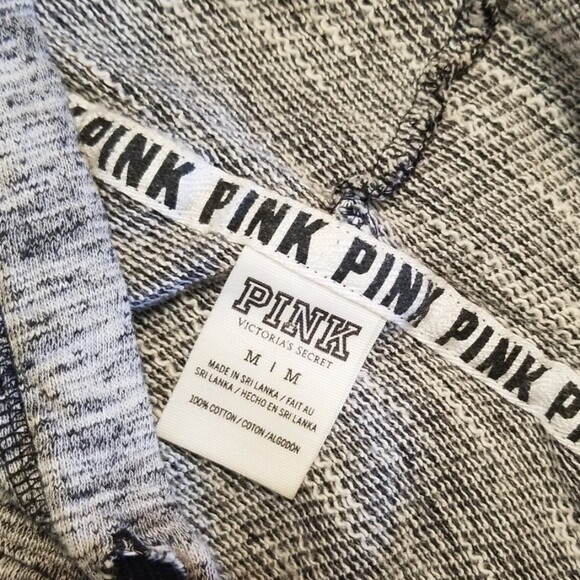 PINK PINK PINK PINK
PINK
VICTORIA'S SECRET
M | M
MADE IN SRI LANKA / FAIT AU
SRI LANKA / HECHO EN SRI LANKA
100% COTTON / COTON / ALGODÓN